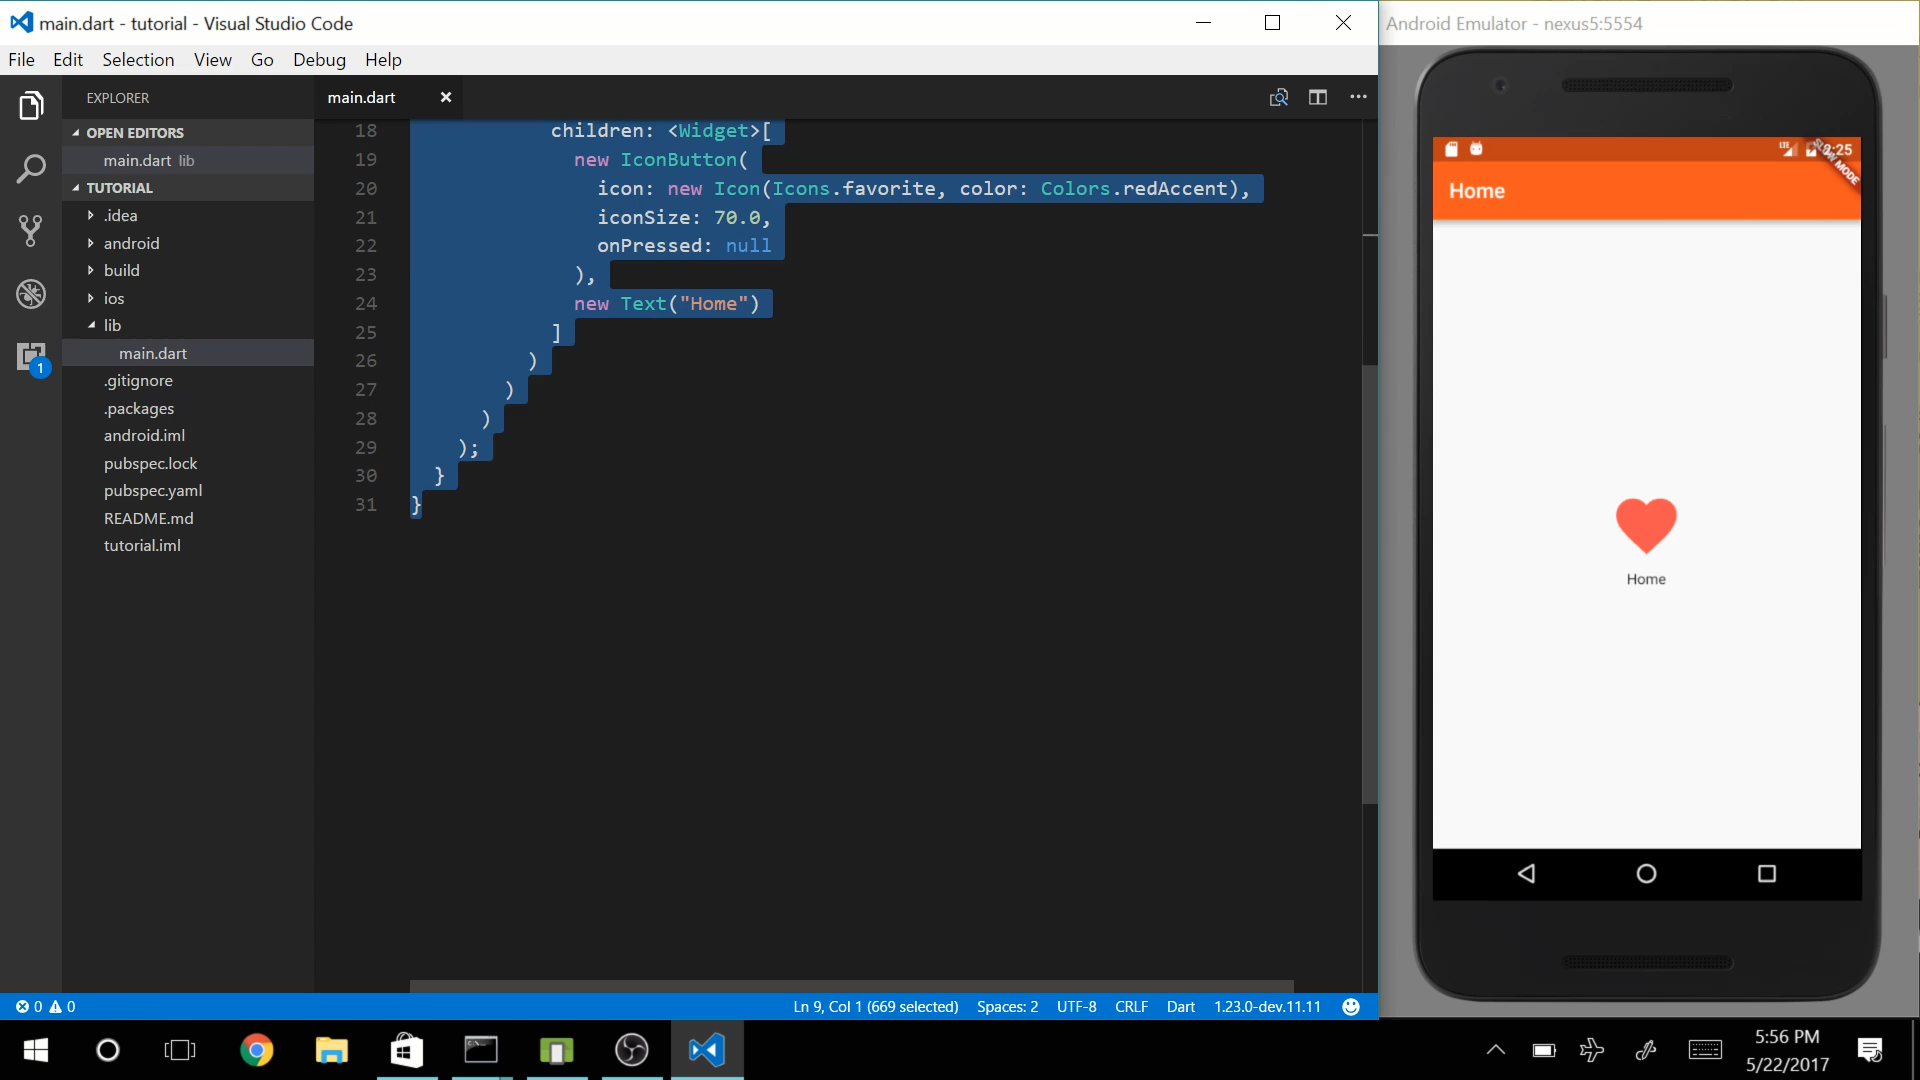 main.dart - tutorial - Visual Studio Code
File Edit Selection View Go Debug Help
EXPLORER
OPEN EDITORS
main.dart lib
TUTORIAL
.idea
android
build
ios
lib
main.dart
.gitignore
.packages
android.iml
pubspec.lock
pubspec.yaml
README.md
tutorial.iml
1
main.dart
18 children: <Widget>[
19 new IconButton(
20 icon: new Icon(Icons.favorite, color: Colors.redAccent),
21 iconSize: 70.0,
22 onPressed: null
23 ),
24 new Text("Home")
25 ]
26 )
27 )
28 )
29 );
30 }
31 }
0 0
Ln 9, Col 1 (669 selected) Spaces: 2 UTF-8 CRLF Dart 1.23.0-dev.11.11
Android Emulator - nexus5:5554
LTE :25
SLOW MODE
Home
Home
5:56 PM
5/22/2017